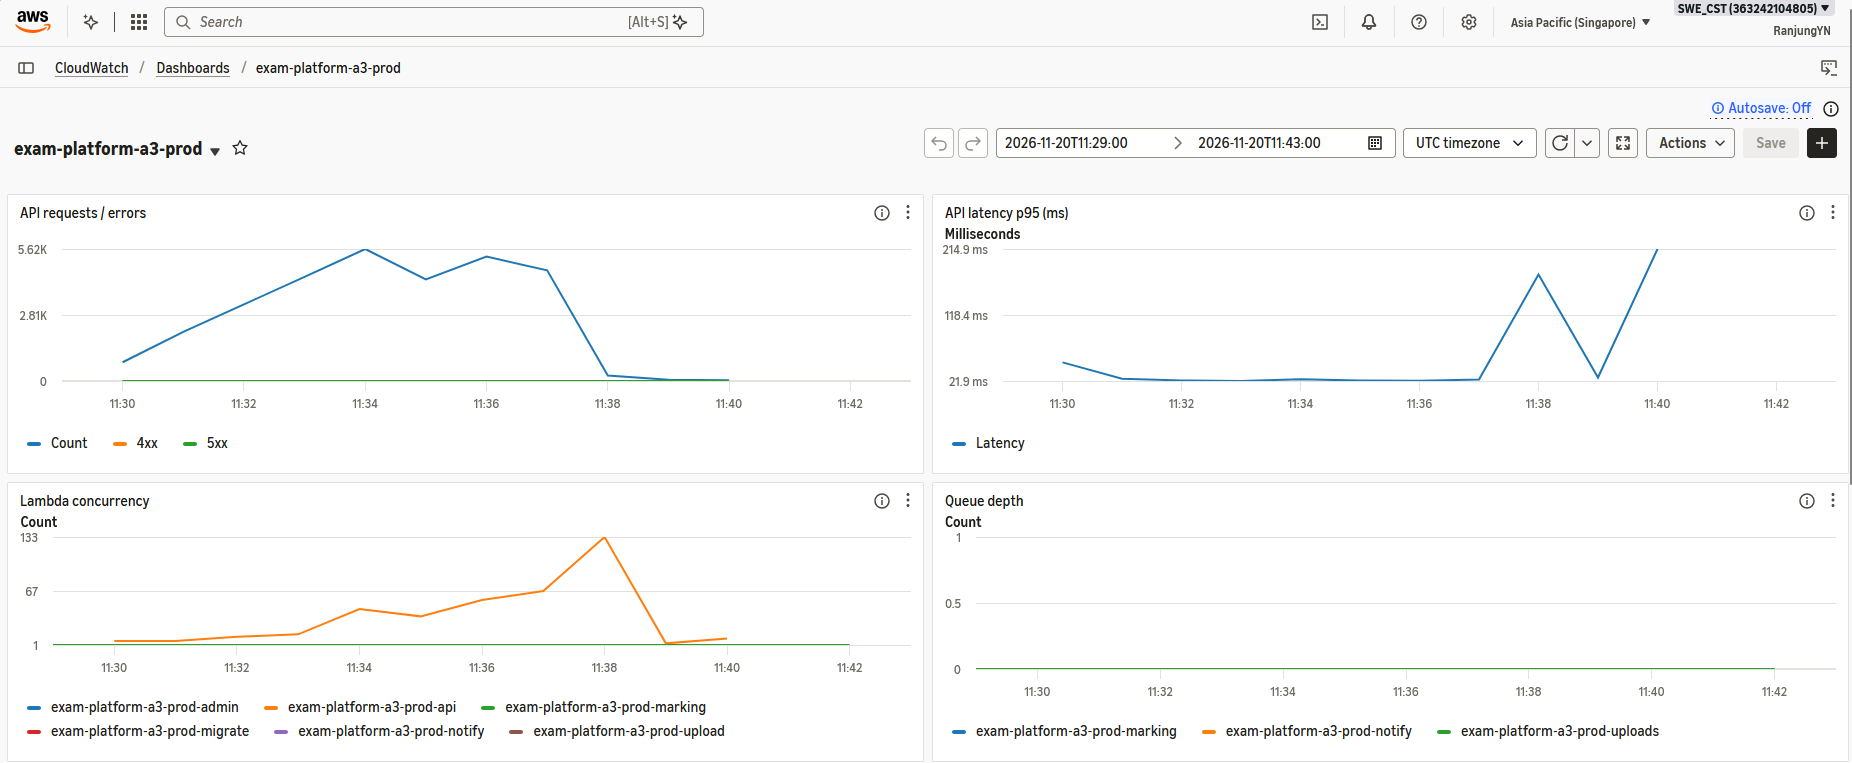 aws
Search [Alt+S]
Asia Pacific (Singapore)
SWE_CST (363242104805)
RanjungYN
CloudWatch / Dashboards / exam-platform-a3-prod
Autosave: Off
exam-platform-a3-prod
2026-11-20T11:29:00 2026-11-20T11:43:00
UTC timezone
Actions
Save
API requests / errors
5.62K
2.81K
0
11:30 11:32 11:34 11:36 11:38 11:40 11:42
Count 4xx 5xx
API latency p95 (ms)
Milliseconds
214.9 ms
118.4 ms
21.9 ms
11:30 11:32 11:34 11:36 11:38 11:40 11:42
Latency
Lambda concurrency
Count
133
67
1
11:30 11:32 11:34 11:36 11:38 11:40 11:42
exam-platform-a3-prod-admin exam-platform-a3-prod-api exam-platform-a3-prod-marking
exam-platform-a3-prod-migrate exam-platform-a3-prod-notify exam-platform-a3-prod-upload
Queue depth
Count
1
0.5
0
11:30 11:32 11:34 11:36 11:38 11:40 11:42
exam-platform-a3-prod-marking exam-platform-a3-prod-notify exam-platform-a3-prod-uploads